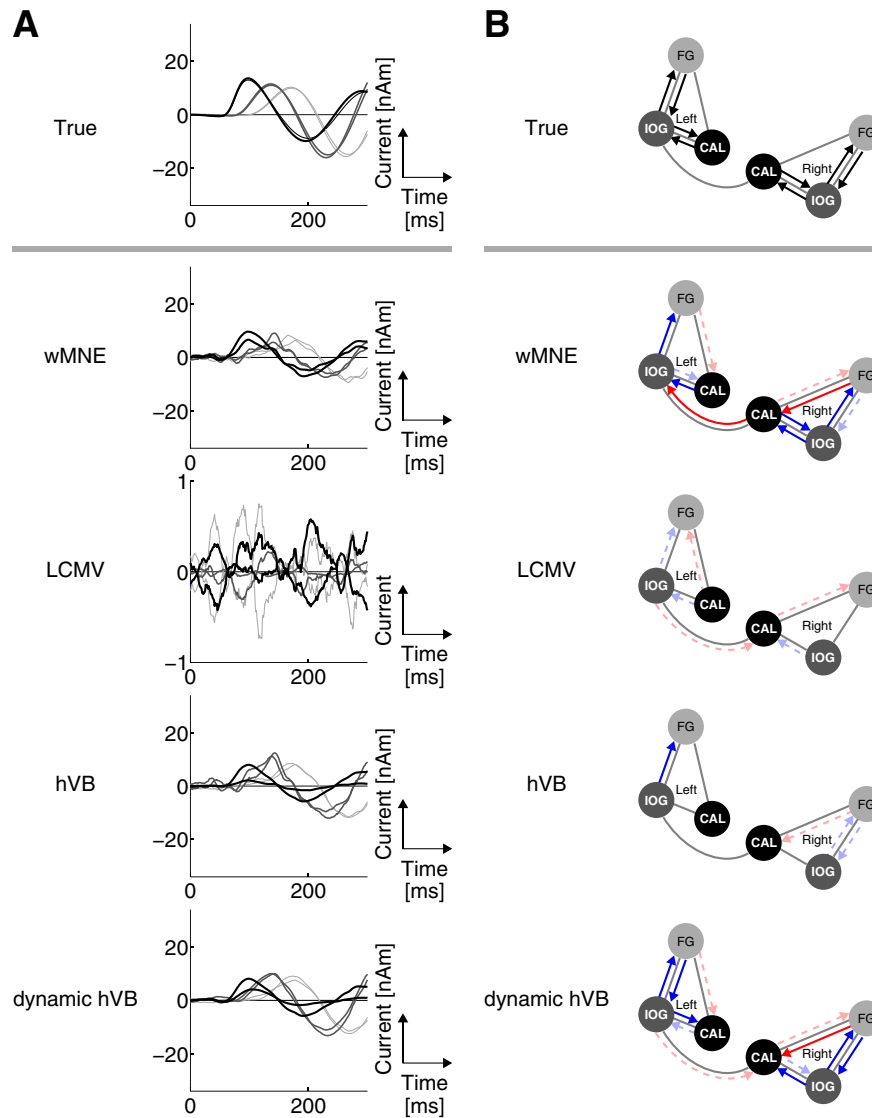 A
B
True
20
0
−20
0
200
Current [nAm]
Time
[ms]
FG
Left
IOG
CAL
CAL
Right
FG
IOG
wMNE
20
0
−20
0
200
Current [nAm]
Time
[ms]
wMNE
FG
Left
IOG
CAL
CAL
Right
FG
IOG
LCMV
1
0
−1
0
200
Current
Time
[ms]
LCMV
FG
Left
IOG
CAL
CAL
Right
FG
IOG
hVB
20
0
−20
0
200
Current [nAm]
Time
[ms]
hVB
FG
Left
IOG
CAL
CAL
Right
FG
IOG
dynamic hVB
20
0
−20
0
200
Current [nAm]
Time
[ms]
dynamic hVB
FG
Left
IOG
CAL
CAL
Right
FG
IOG
True